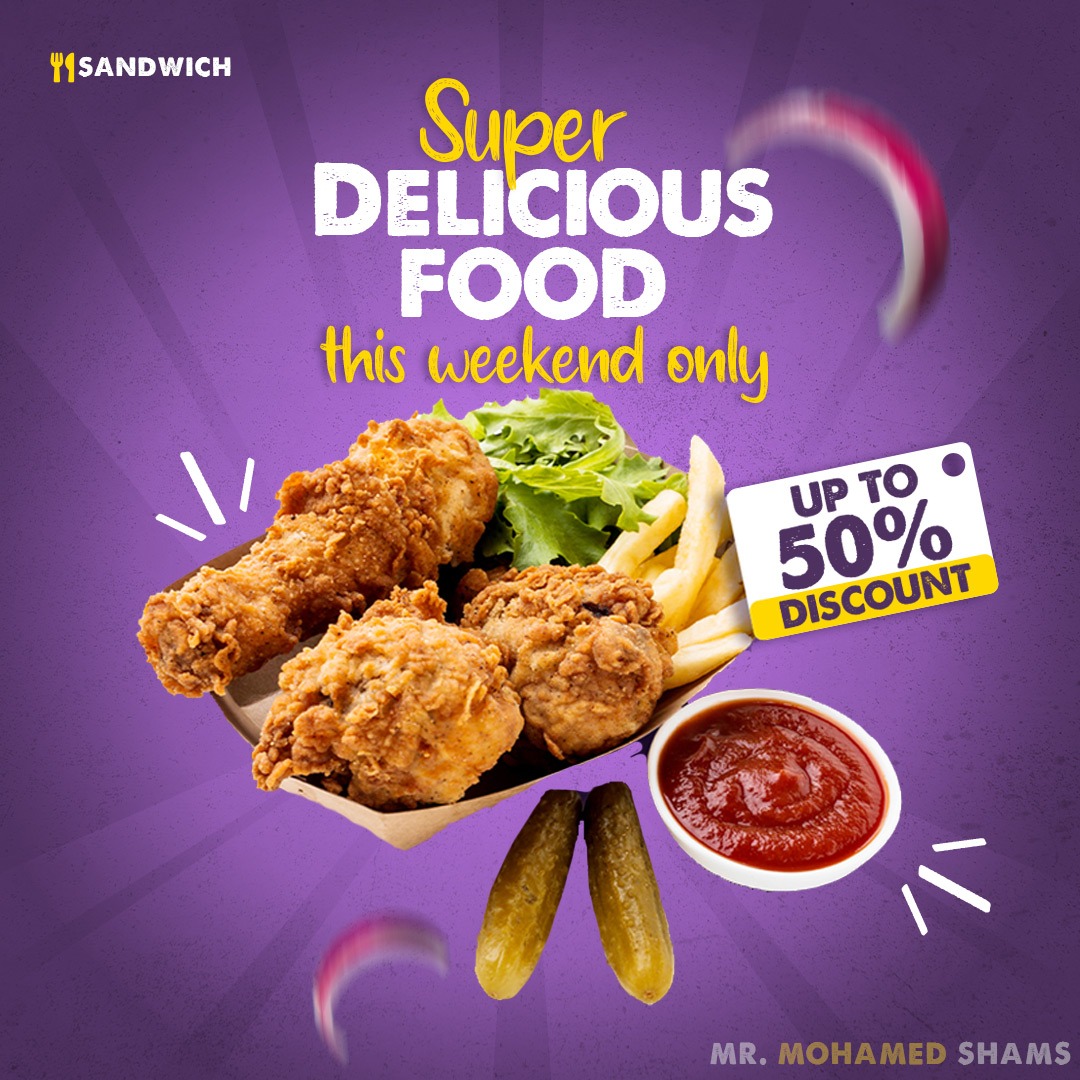 SANDWICH
Super
DELICIOUS
FOOD
this weekend only
UP TO
50%
DISCOUNT
MR. MOHAMED SHAMS